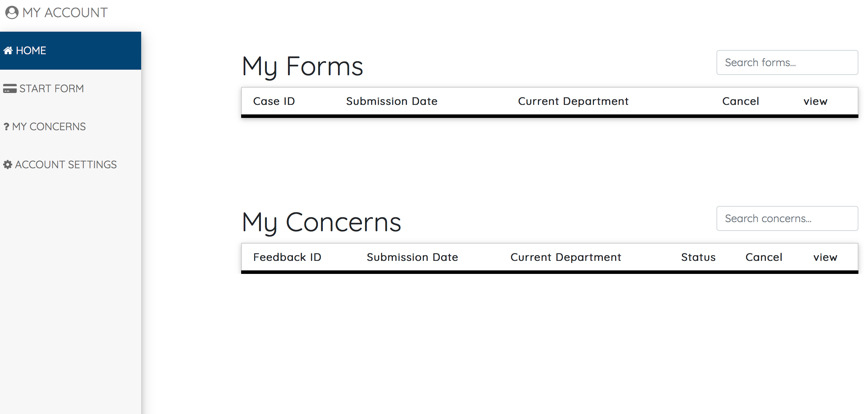 MY ACCOUNT
HOME
START FORM
? MY CONCERNS
ACCOUNT SETTINGS
My Forms
Search forms...
Case ID Submission Date Current Department Cancel view
My Concerns
Search concerns...
Feedback ID Submission Date Current Department Status Cancel view